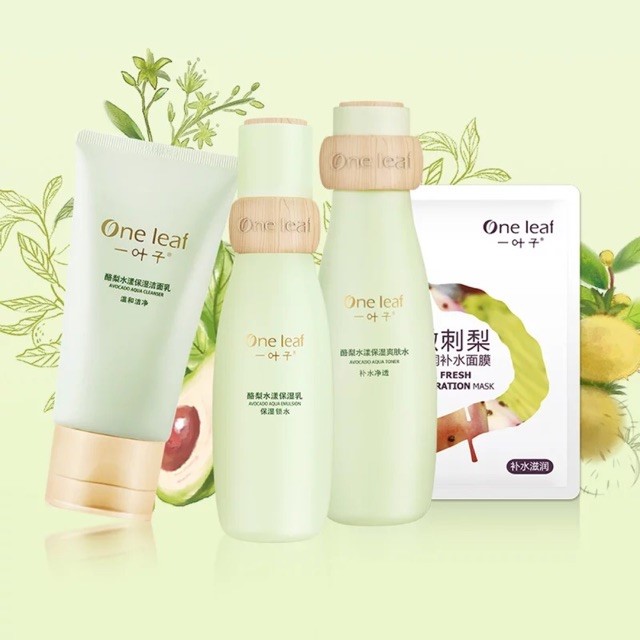 One leaf
一叶子®
酪梨水漾保湿洁面乳
AVOCADO AQUA CLEANSER
温和洁净
One leaf
One leaf
一叶子®
酪梨水漾保湿乳
AVOCADO AQUA EMULSION
保湿锁水
One leaf
One leaf
一叶子®
酪梨水漾保湿爽肤水
AVOCADO AQUA TONER
补水净透
One leaf
一叶子®
刺梨
补水面膜
FRESH
MASK
补水滋润